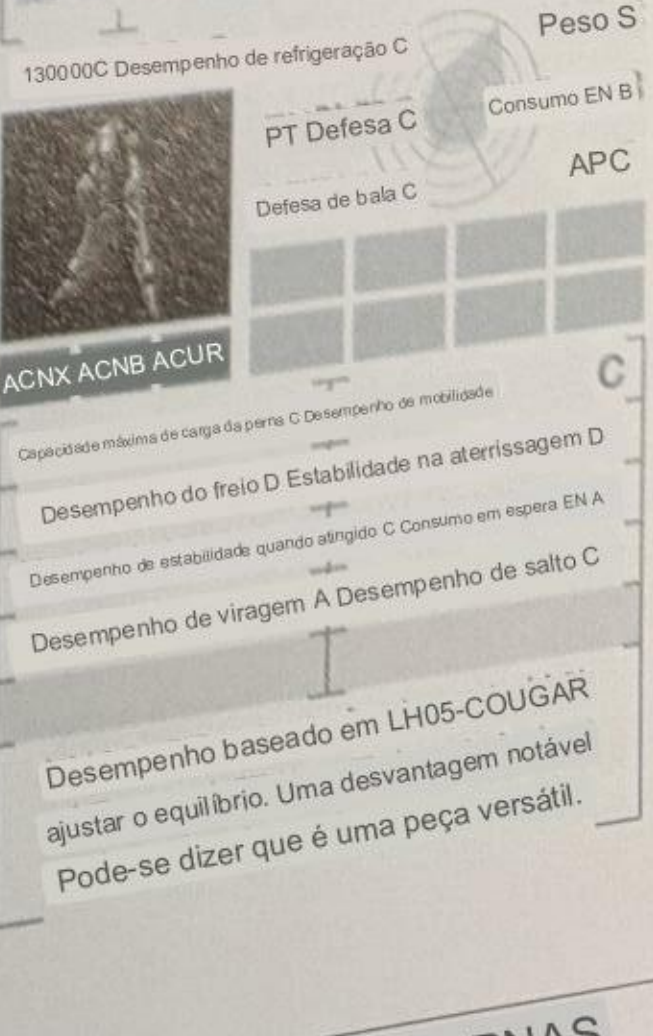 Peso S
130000C Desempenho de refrigeração C
Consumo EN B
PT Defesa C
APC
Defesa de bala C
ACNX ACNB ACUR
C
Capacidade máxima de carga da perna C Desempenho de mobilidade
Desempenho do freio D Estabilidade na aterrissagem D
Desempenho de estabilidade quando atingido C Consumo em espera EN A
Desempenho de viragem A Desempenho de salto C
Desempenho baseado em LH05-COUGAR
ajustar o equilíbrio. Uma desvantagem notável
Pode-se dizer que é uma peça versátil.